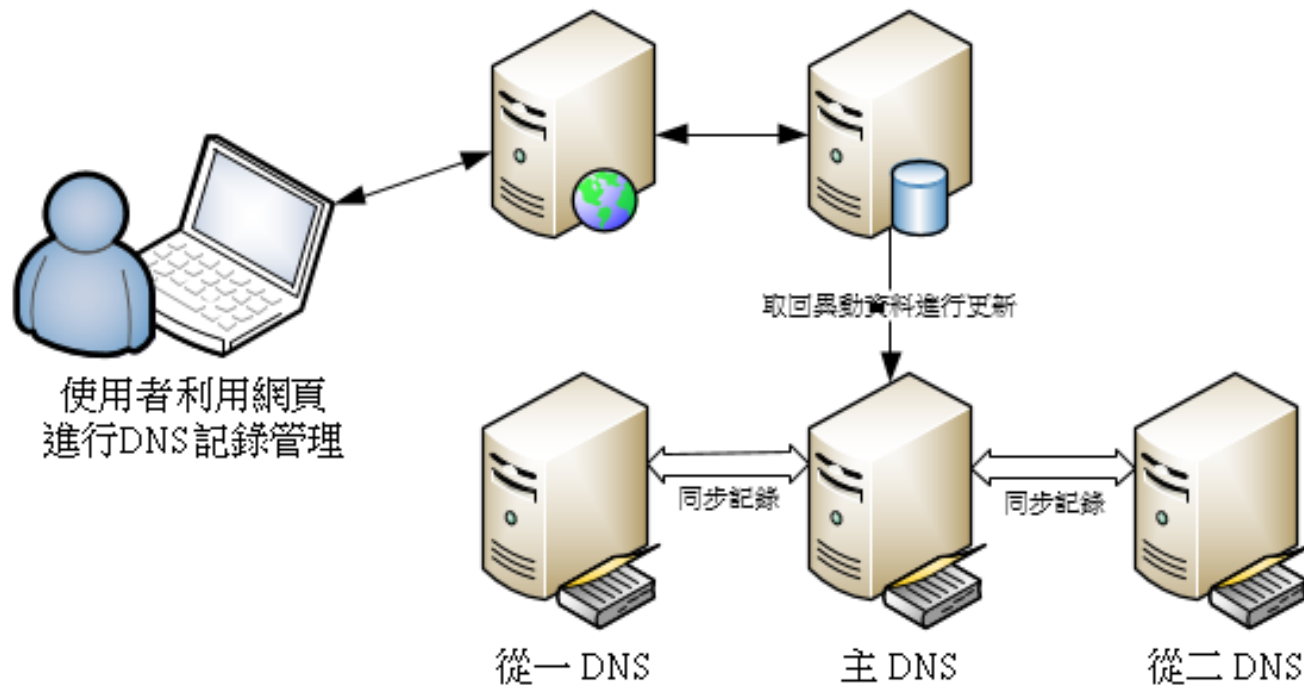 取回異動資料進行更新
使用者利用網頁
進行DNS記錄管理
同步記錄
同步記錄
從一 DNS
主 DNS
從二 DNS